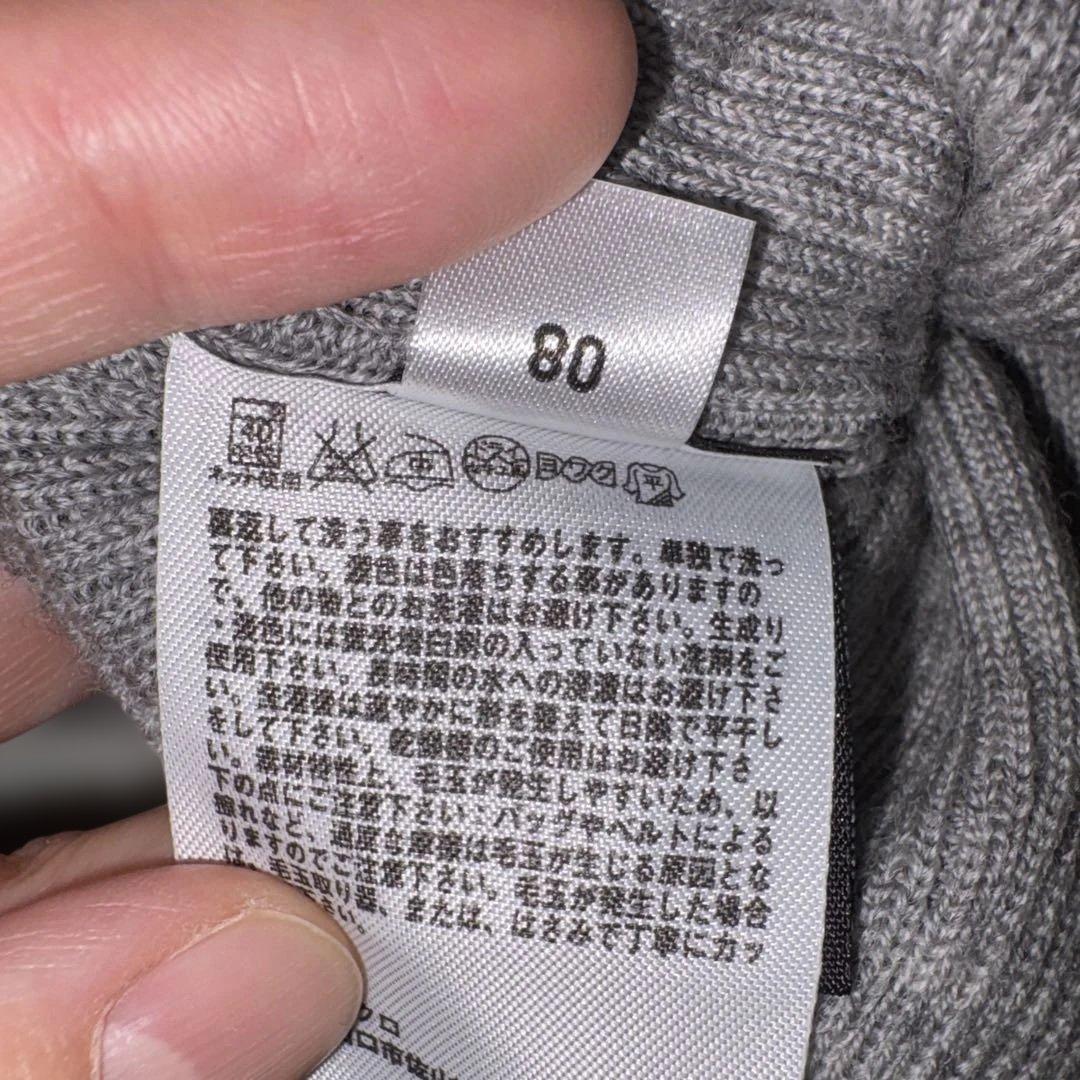 80
40
ネット使用
中
ドライ
セキユ系
ヨワク
平
裏返して洗う事をおすすめします。単独で洗っ
て下さい。濃色は色落ちする事がありますの
で、他の物とのお洗濯はお避け下さい。生成り
・淡色には蛍光増白剤の入っていない洗剤をご
使用下さい。長時間の水への浸漬はお避け下さ
い。洗濯後は速やかに形を整えて日陰で平干し
をして下さい。乾燥機のご使用はお避け下さ
い。素材特性上、毛玉が発生しやすいため、以
下の点にご注意下さい：バッグやベルトによる
擦れなど、過度な摩擦は毛玉が生じる原因とな
りますのでご注意下さい。毛玉が発生した場合
は、毛玉取り器、または、はさみで丁寧にカッ
さい。
クロ
口市佐山